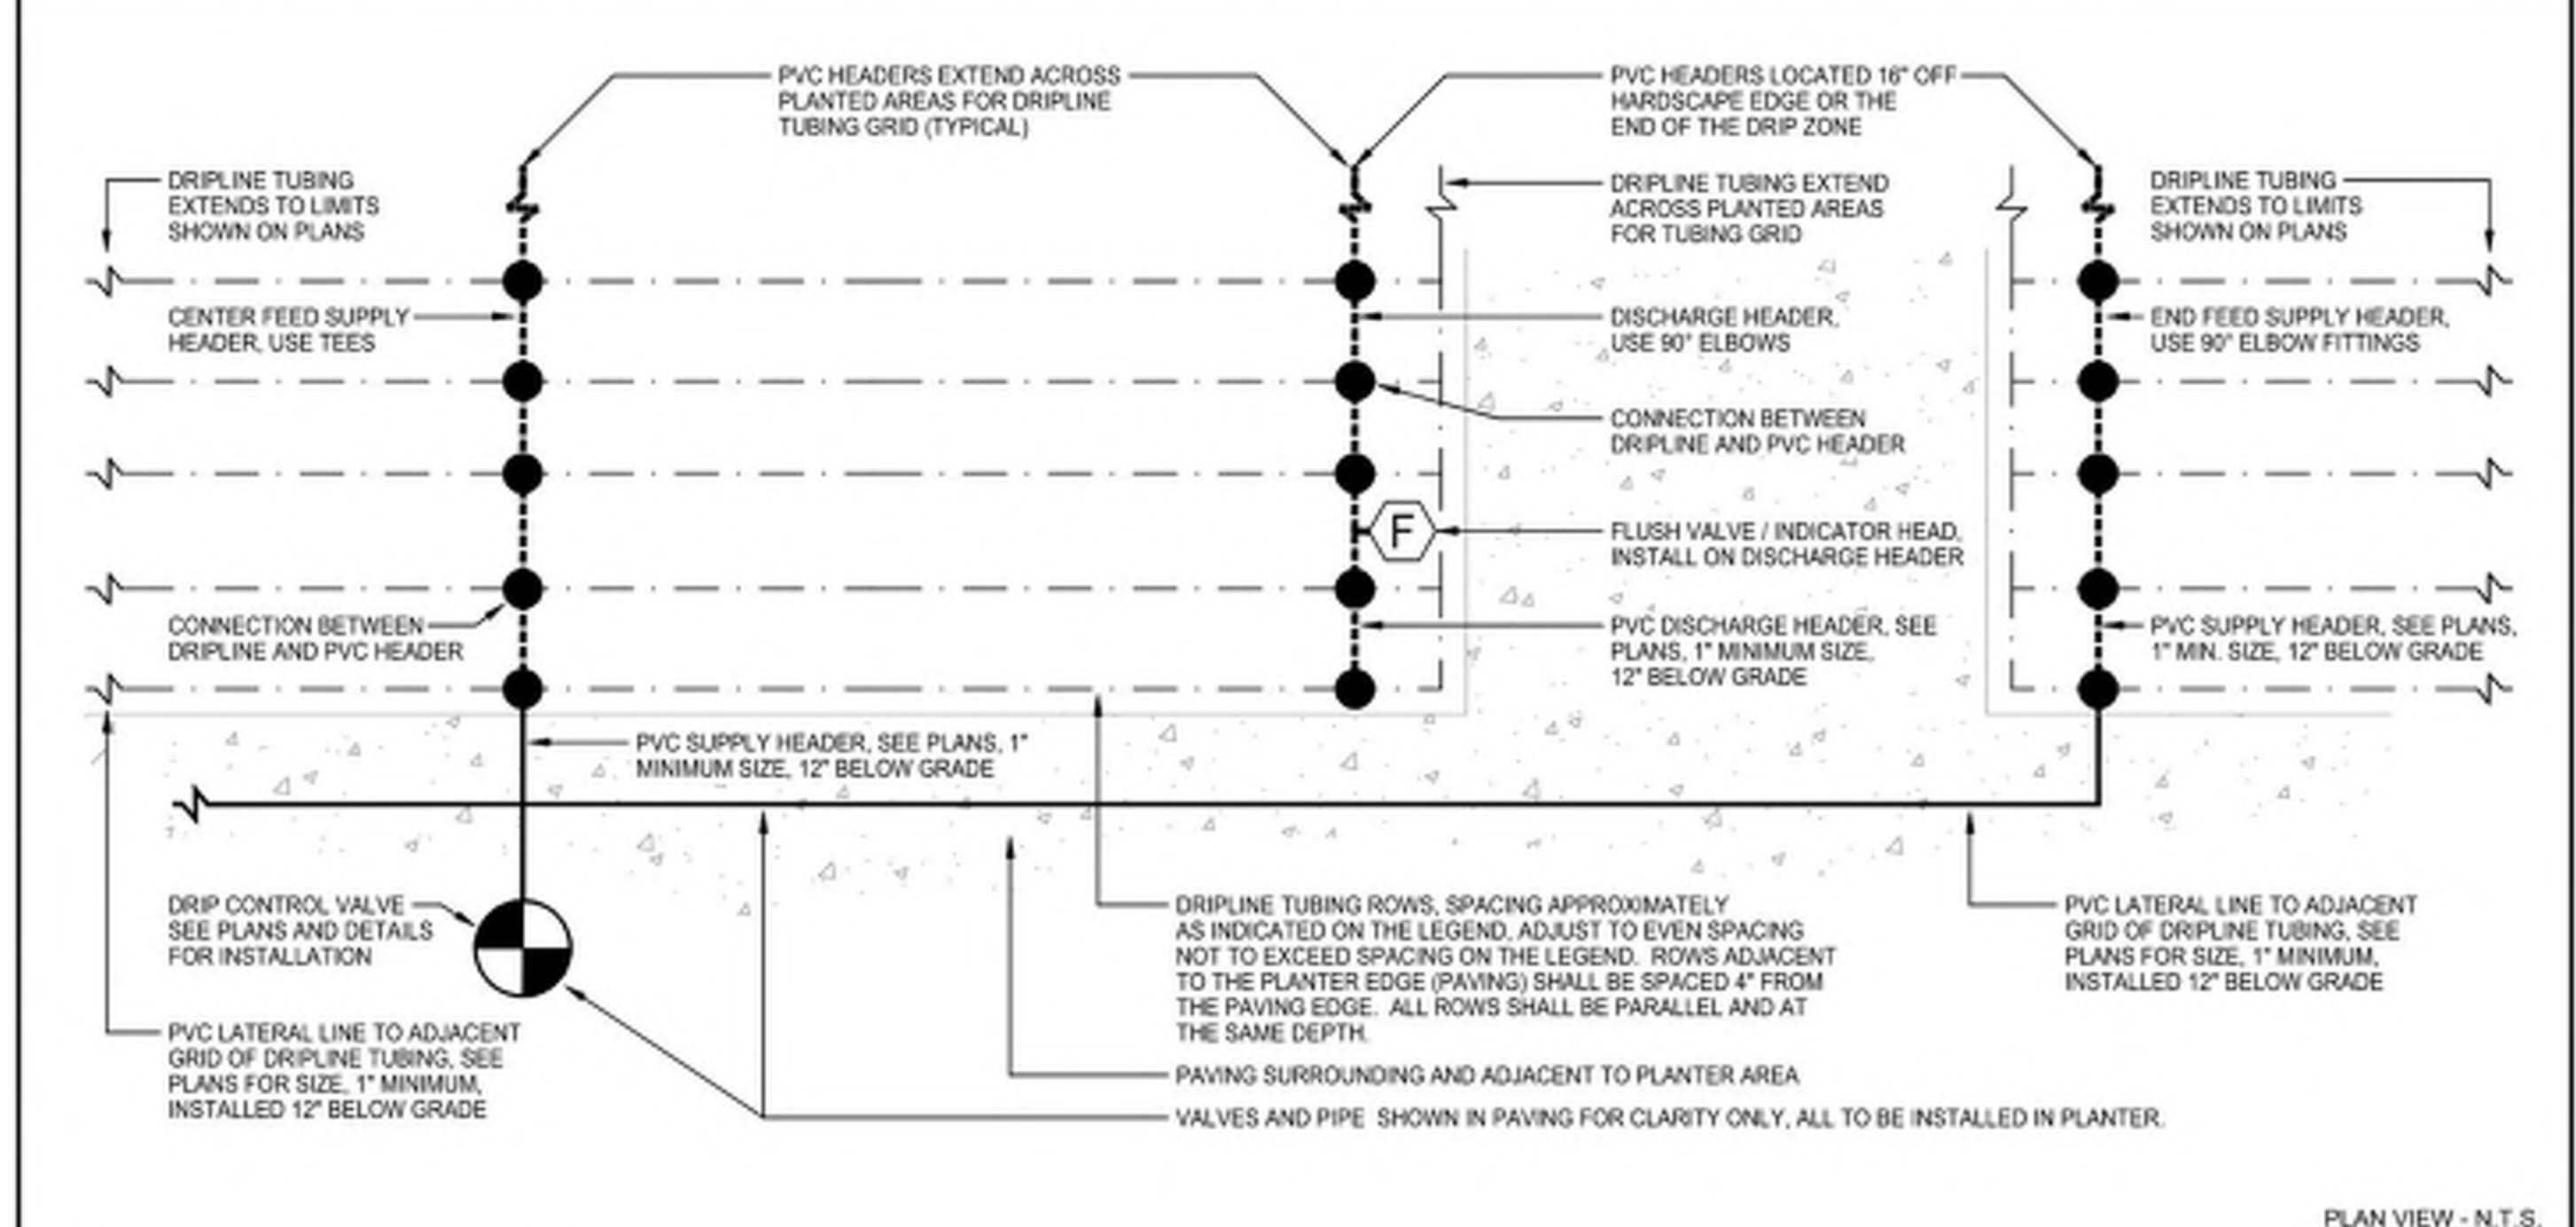 PVC HEADERS EXTEND ACROSS
PLANTED AREAS FOR DRIPLINE
TUBING GRID (TYPICAL)
PVC HEADERS LOCATED 16" OFF
HARDSCAPE EDGE OR THE
END OF THE DRIP ZONE
DRIPLINE TUBING
EXTENDS TO LIMITS
SHOWN ON PLANS
DRIPLINE TUBING EXTEND
ACROSS PLANTED AREAS
FOR TUBING GRID
DRIPLINE TUBING
EXTENDS TO LIMITS
SHOWN ON PLANS
CENTER FEED SUPPLY
HEADER, USE TEES
DISCHARGE HEADER,
USE 90° ELBOWS
END FEED SUPPLY HEADER,
USE 90° ELBOW FITTINGS
CONNECTION BETWEEN
DRIPLINE AND PVC HEADER
F
FLUSH VALVE / INDICATOR HEAD,
INSTALL ON DISCHARGE HEADER
CONNECTION BETWEEN
DRIPLINE AND PVC HEADER
PVC DISCHARGE HEADER, SEE
PLANS, 1" MINIMUM SIZE,
12" BELOW GRADE
PVC SUPPLY HEADER, SEE PLANS,
1" MIN. SIZE, 12" BELOW GRADE
PVC SUPPLY HEADER, SEE PLANS, 1"
MINIMUM SIZE, 12" BELOW GRADE
DRIP CONTROL VALVE
SEE PLANS AND DETAILS
FOR INSTALLATION
DRIPLINE TUBING ROWS, SPACING APPROXIMATELY
AS INDICATED ON THE LEGEND, ADJUST TO EVEN SPACING
NOT TO EXCEED SPACING ON THE LEGEND. ROWS ADJACENT
TO THE PLANTER EDGE (PAVING) SHALL BE SPACED 4" FROM
THE PAVING EDGE. ALL ROWS SHALL BE PARALLEL AND AT
THE SAME DEPTH.
PVC LATERAL LINE TO ADJACENT
GRID OF DRIPLINE TUBING, SEE
PLANS FOR SIZE, 1" MINIMUM,
INSTALLED 12" BELOW GRADE
PVC LATERAL LINE TO ADJACENT
GRID OF DRIPLINE TUBING, SEE
PLANS FOR SIZE, 1" MINIMUM,
INSTALLED 12" BELOW GRADE
PAVING SURROUNDING AND ADJACENT TO PLANTER AREA
VALVES AND PIPE SHOWN IN PAVING FOR CLARITY ONLY, ALL TO BE INSTALLED IN PLANTER.
PLAN VIEW - N.T.S.